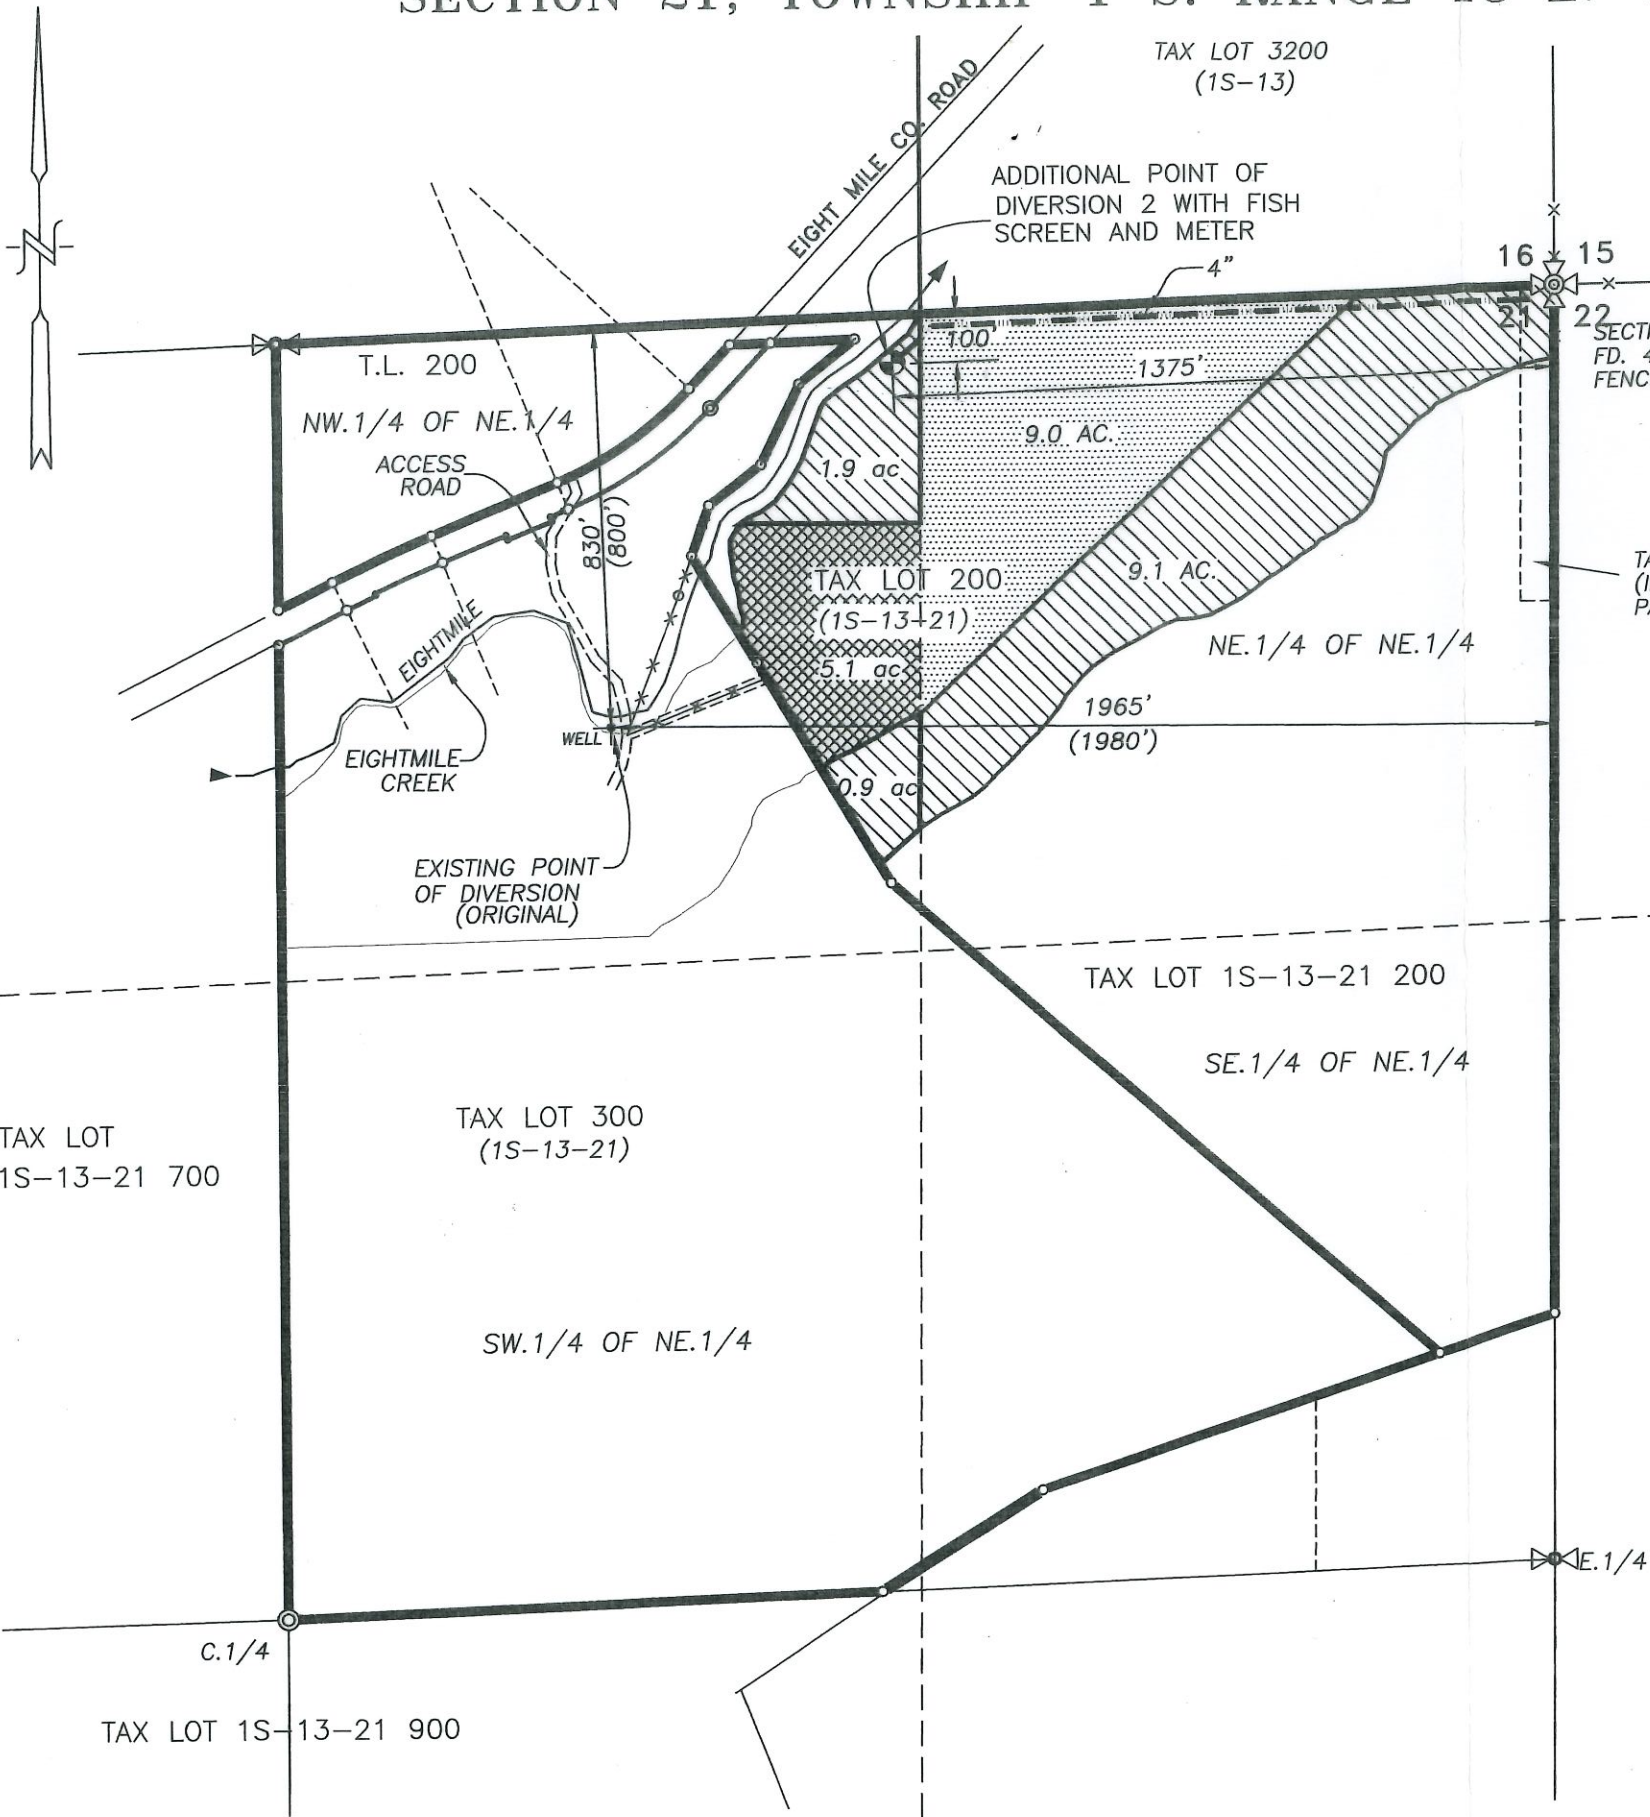 TAX LOT 3200
(1S-13)
EIGHT MILE CO. ROAD
ADDITIONAL POINT OF
DIVERSION 2 WITH FISH
SCREEN AND METER
4"
16
15
21
22
FD. 4
FENC
T.L. 200
NW.1/4 OF NE.1/4
ACCESS
ROAD
830'
(800')
100'
1375'
9.0 AC.
1.9 ac
9.1 AC.
TAX LOT 200
(1S-13-21)
5.1 ac
NE.1/4 OF NE.1/4
EIGHTMILE
1965'
(1980')
WELL
EIGHTMILE
CREEK
0.9 ac
EXISTING POINT
OF DIVERSION
(ORIGINAL)
TAX LOT 1S-13-21 200
SE.1/4 OF NE.1/4
TAX LOT 300
(1S-13-21)
TAX LOT
1S-13-21 700
SW.1/4 OF NE.1/4
E.1/4
C.1/4
TAX LOT 1S-13-21 900